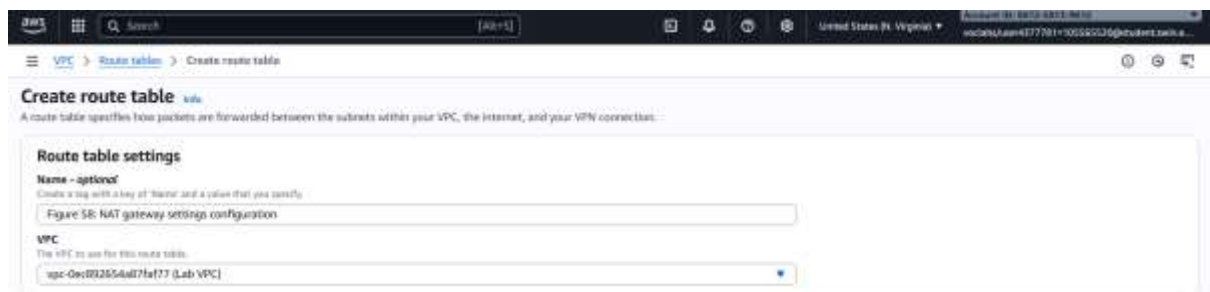 aws Search [Alt+S] United States (N. Virginia)
VPC > Route tables > Create route table
Create route table Info
A route table specifies how packets are forwarded between the subnets within your VPC, the internet, and your VPN connection.
Route table settings
Name - optional
Create a tag with a key of 'Name' and a value that you specify.
Figure 58: NAT gateway settings configuration
VPC
The VPC to use for this route table.
(Lab VPC)